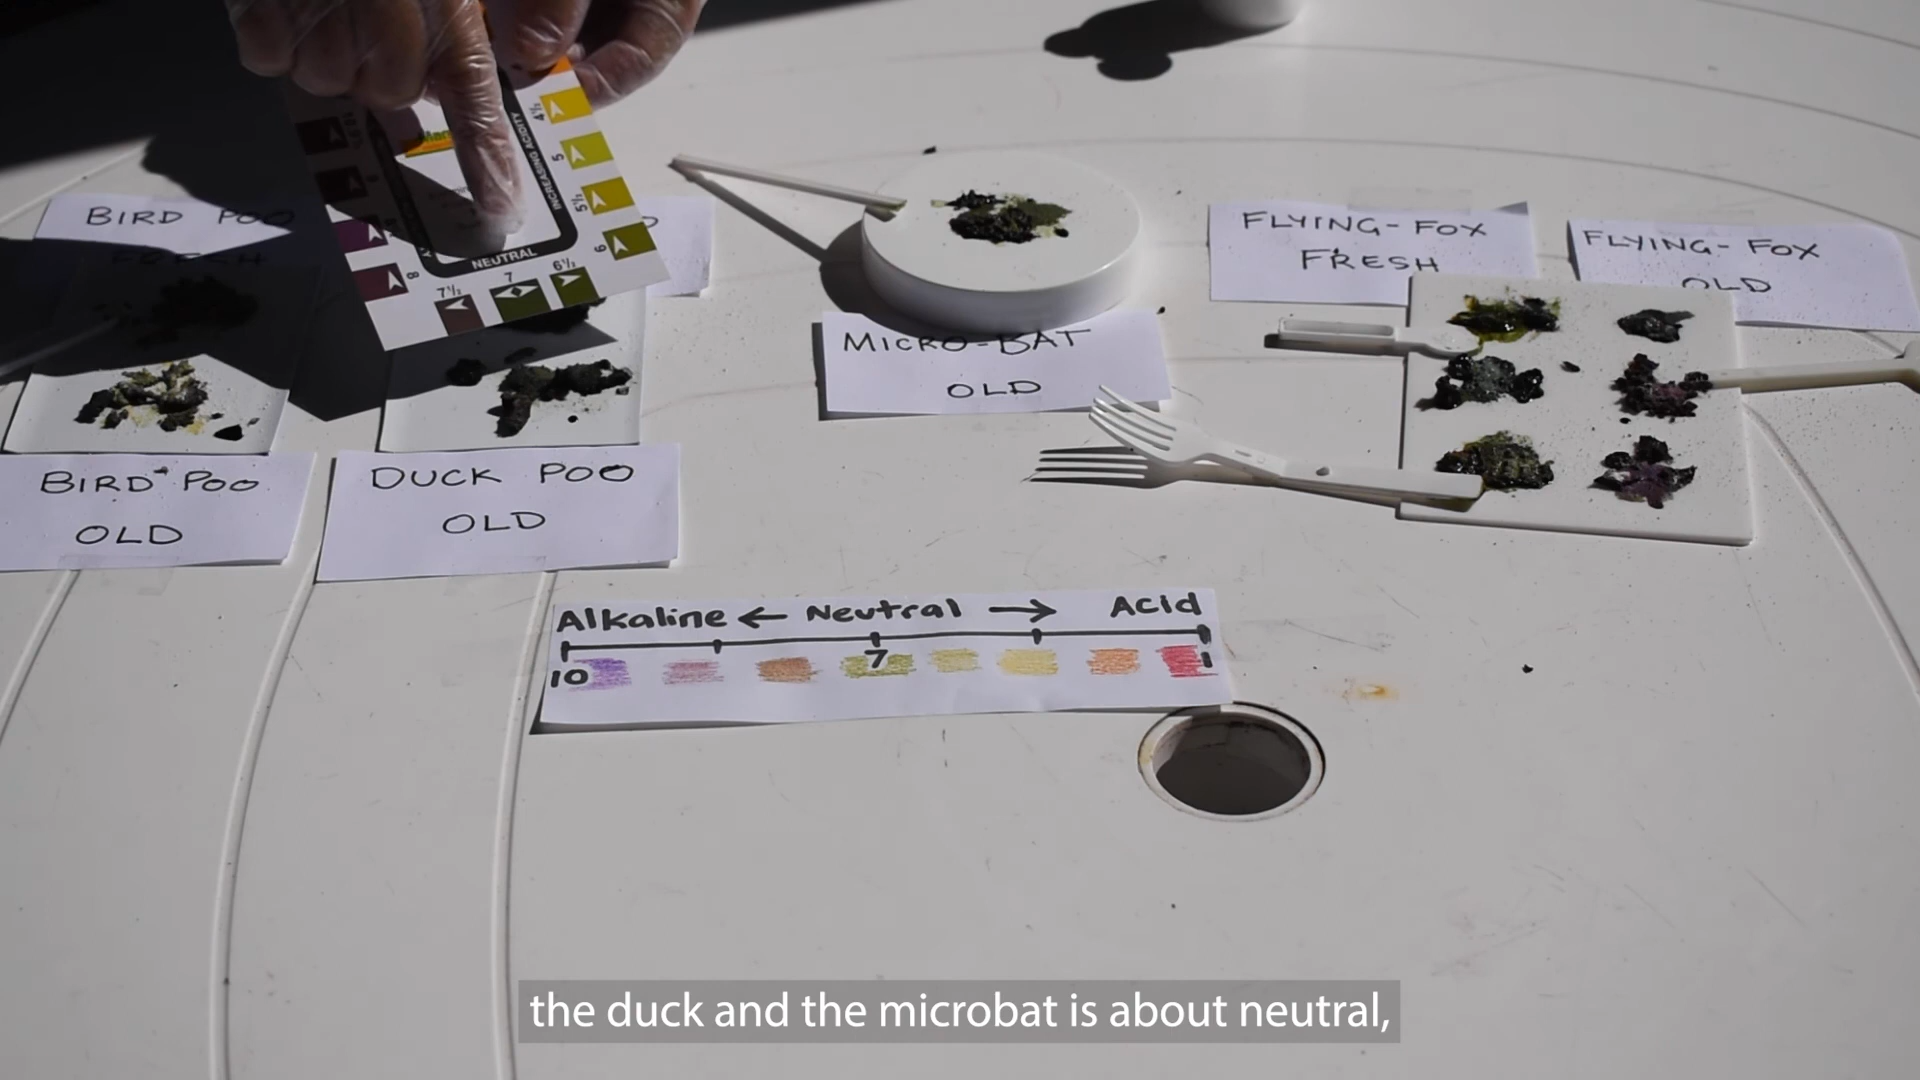 4½
5
5½
6
6½
7
7½
8
INCREASING ACIDITY
NEUTRAL
BIRD POO
FRESH
FLYING-FOX
FRESH
FLYING-FOX
OLD
MICRO-BAT
OLD
BIRD POO
OLD
DUCK POO
OLD
Alkaline ← Neutral → Acid
10 7 1
the duck and the microbat is about neutral,